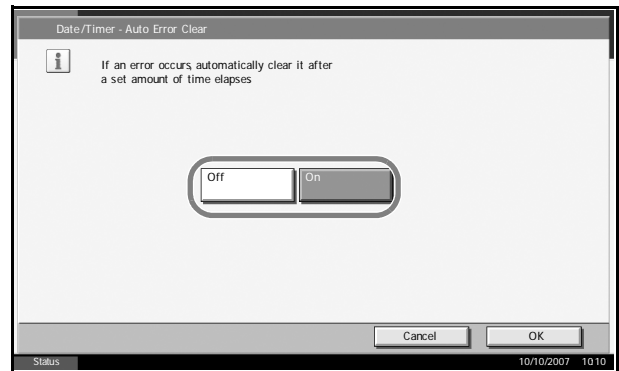 Date/Timer - Auto Error Clear
If an error occurs, automatically clear it after
a set amount of time elapses
Off
On
Cancel
OK
Status
10/10/2007 10:10